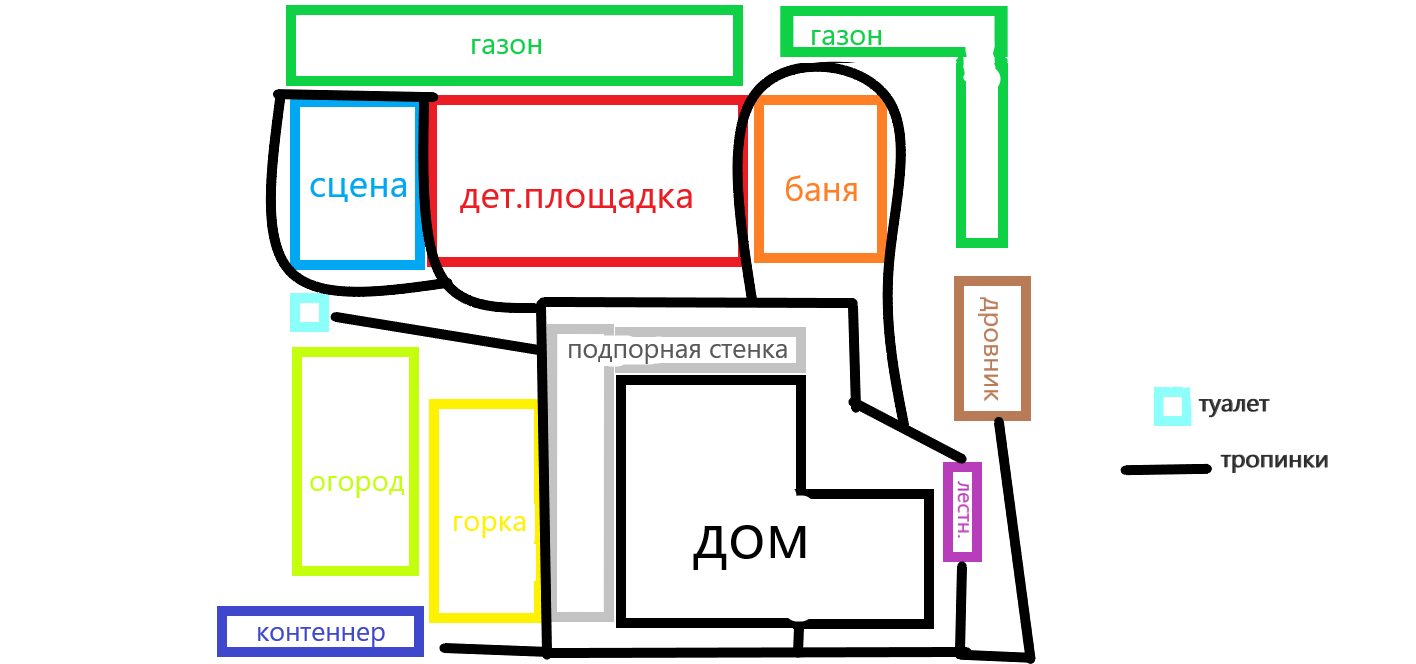 газон
газон
сцена
дет.площадка
баня
дровник
подпорная стенка
туалет
тропинки
огород
горка
дом
лестн.
контеннер